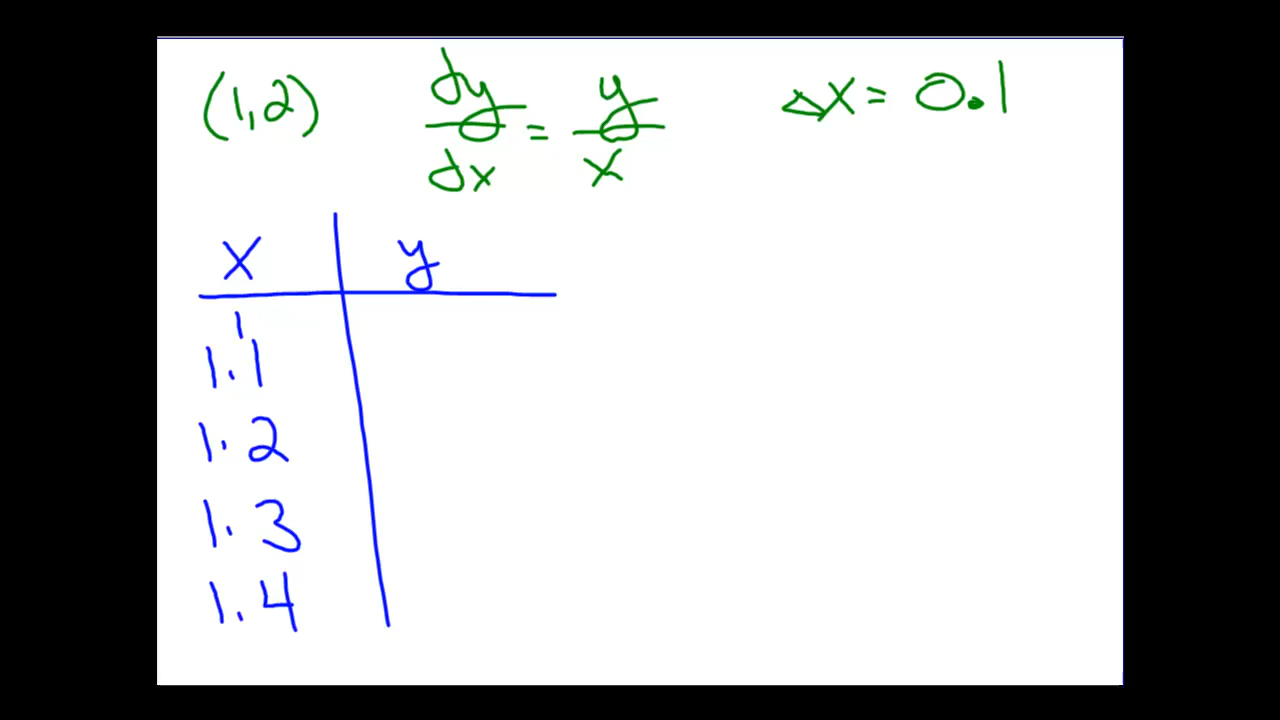 (1,2) dy/dx = y/x Δx = 0.1
x y
1
1.1
1.2
1.3
1.4